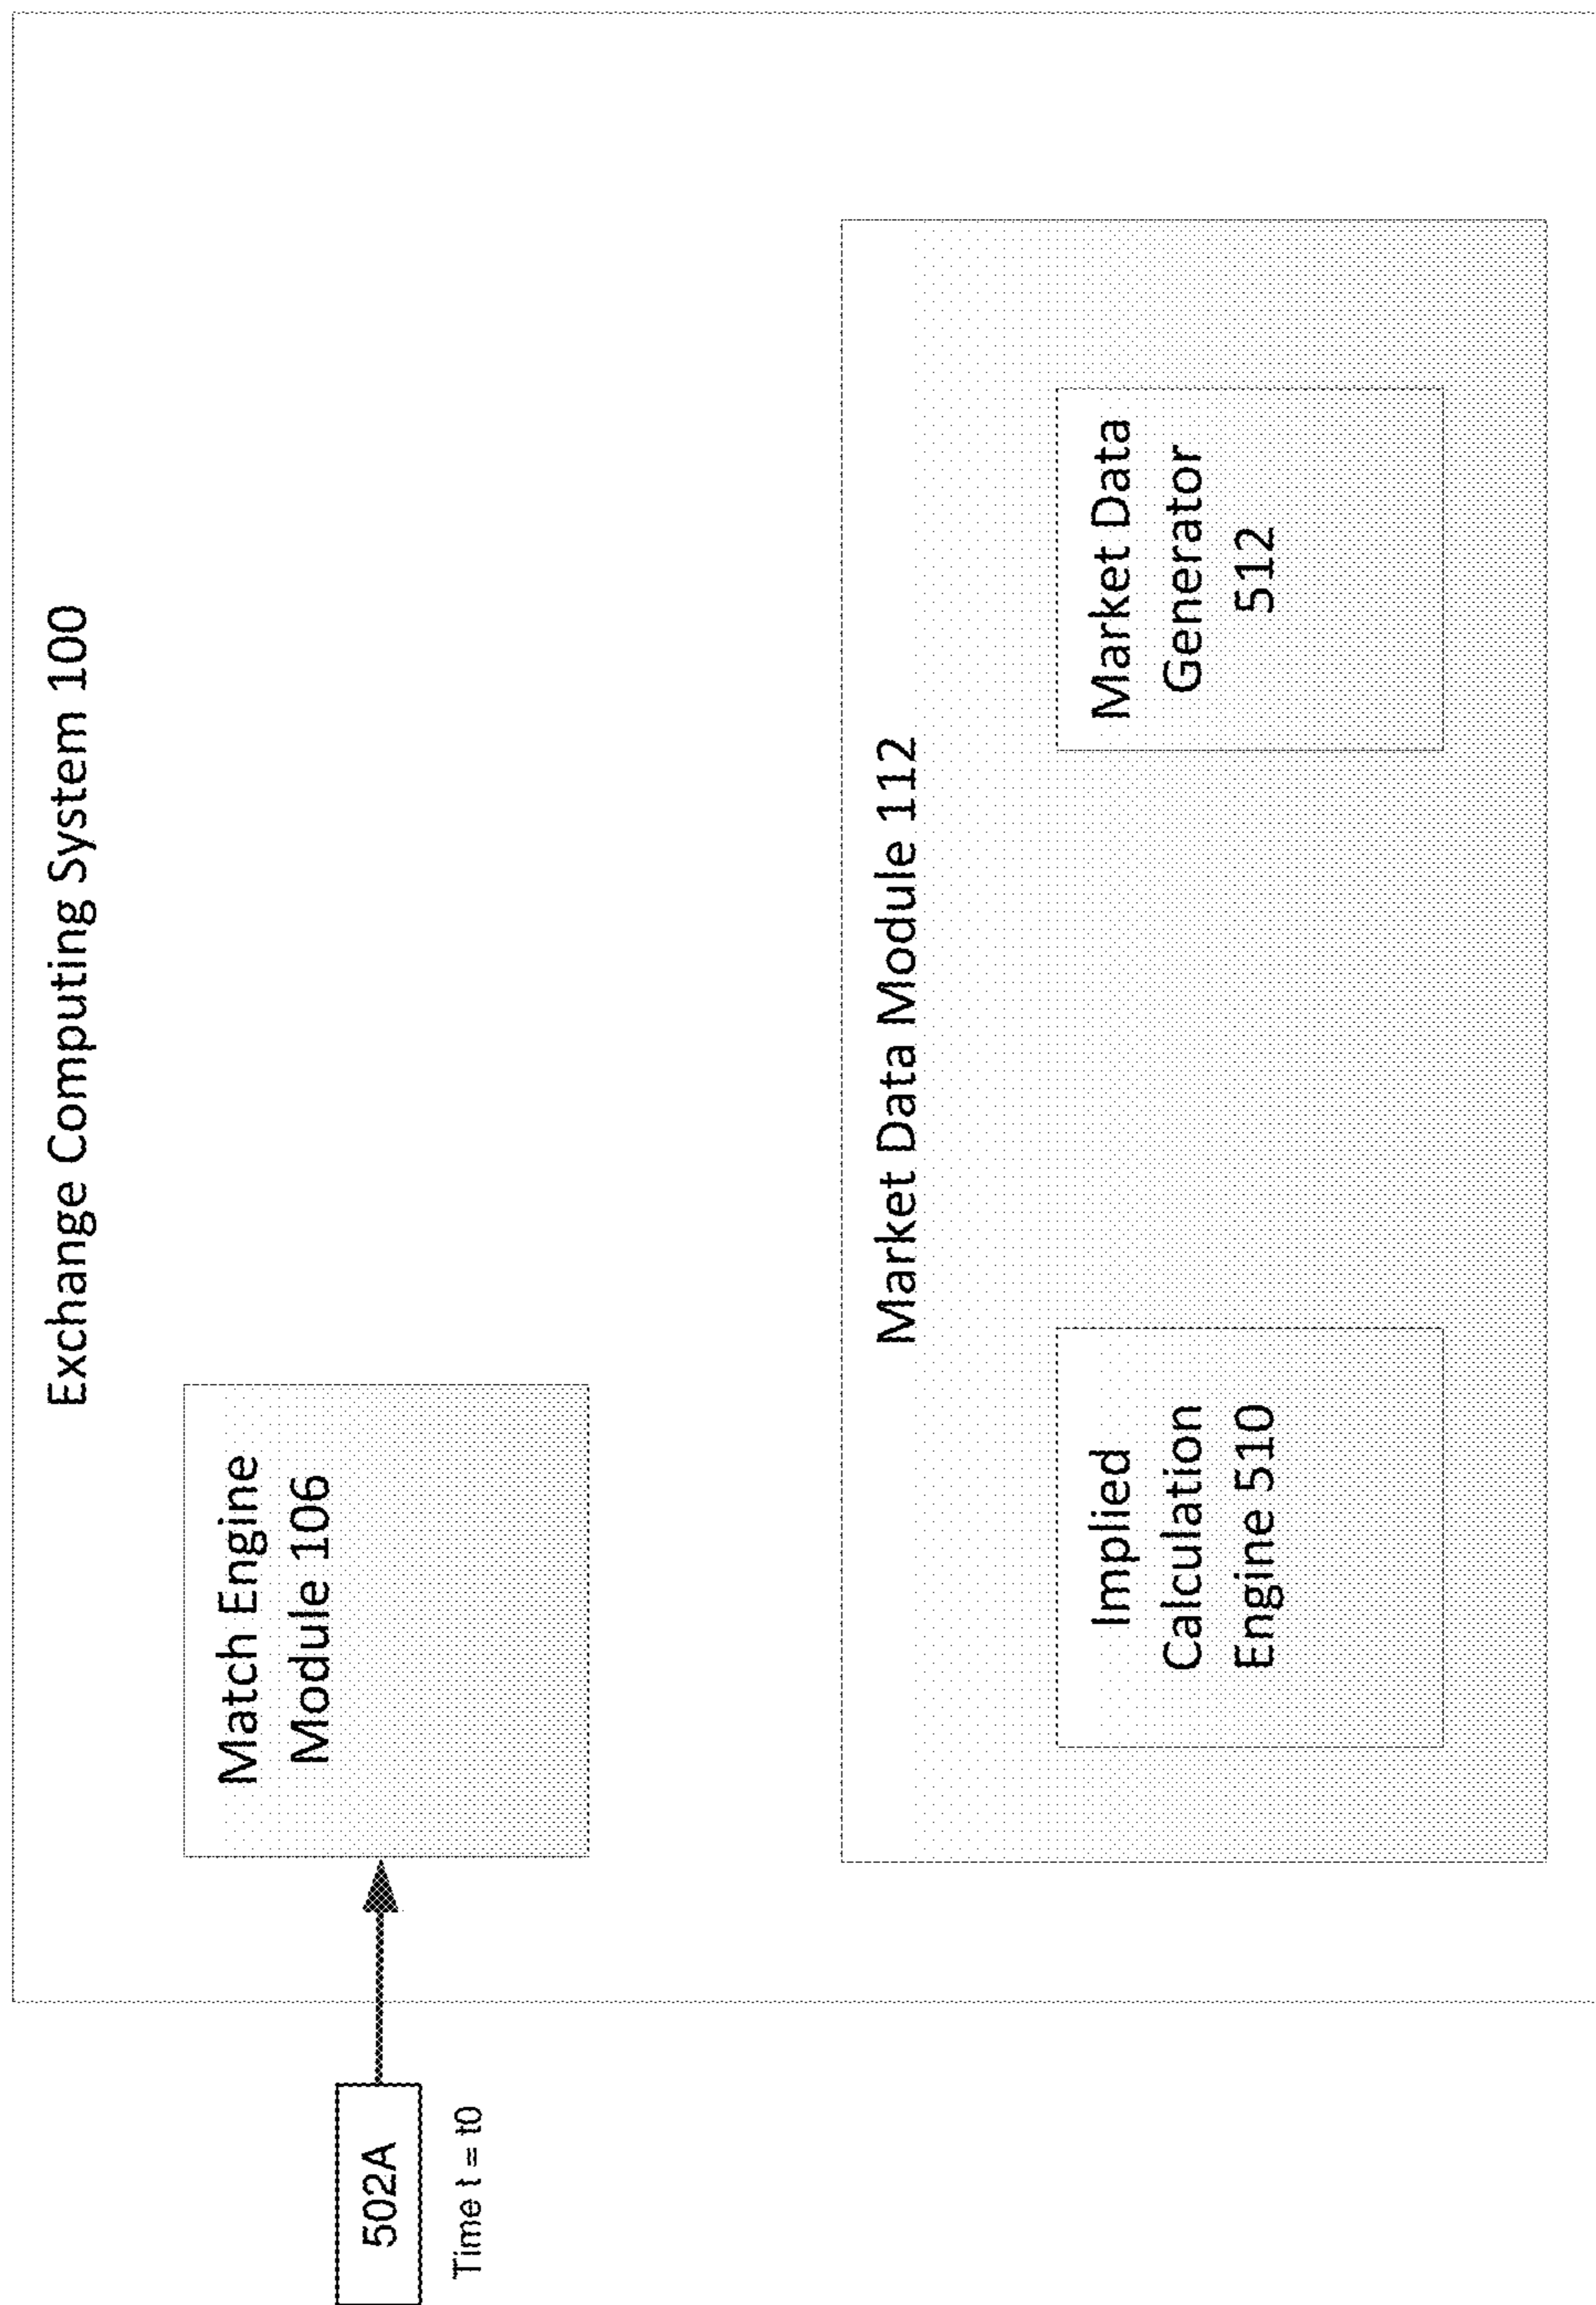 Exchange Computing System 100
502A
Time t = t0
Match Engine
Module 106
Market Data Module 112
Implied
Calculation
Engine 510
Market Data
Generator
512